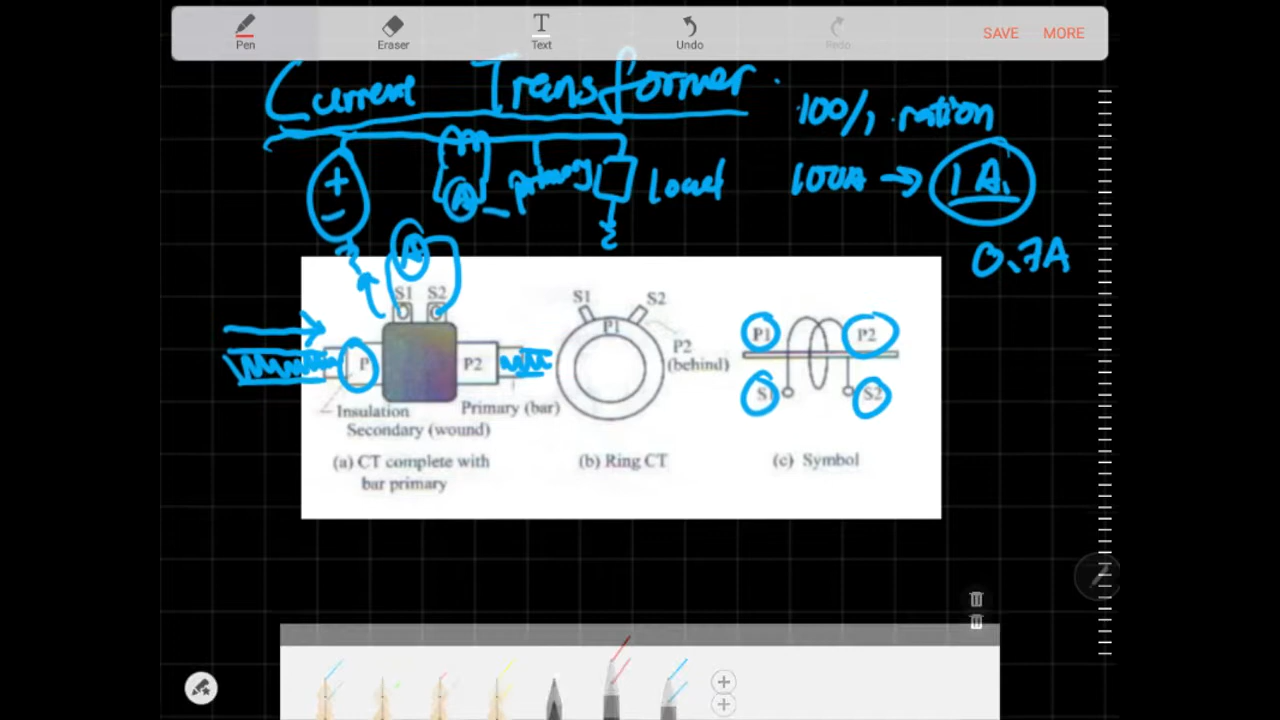 Pen Eraser Text Undo Redo SAVE MORE
Current Transformer
100/1 .ration
100A → 1 A.
0.7A
+
−
A
primary
Load
A
S1 S2
P
P2
Insulation
Secondary (wound)
Primary (bar)
(a) CT complete with
bar primary
S1
S2
P1
P2
(behind)
(b) Ring CT
P1
P2
S1
S2
(c) Symbol